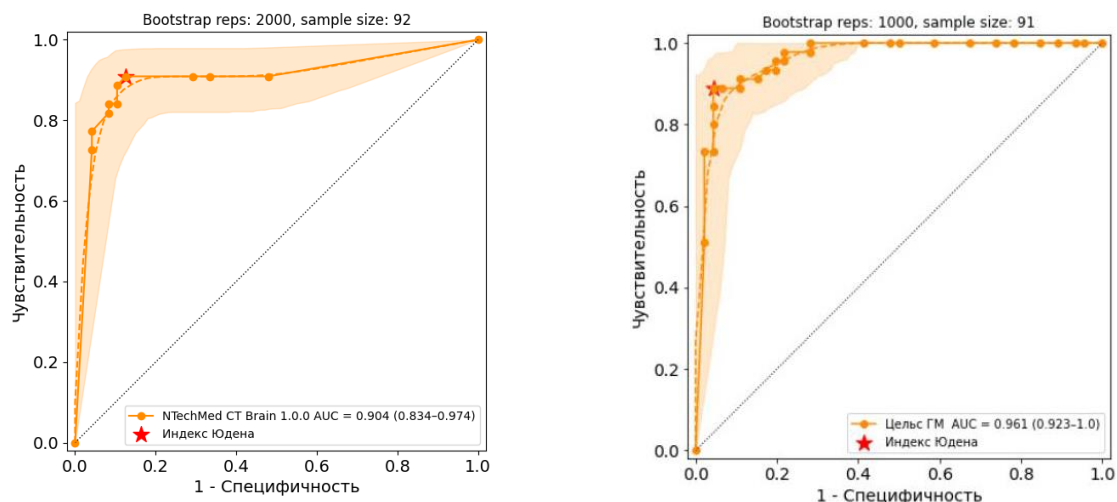 Bootstrap reps: 2000, sample size: 92
1.0
0.8
0.6
0.4
0.2
0.0
Чувствительность
NTechMed CT Brain 1.0.0 AUC = 0.904 (0.834–0.974)
Индекс Юдена
0.0 0.2 0.4 0.6 0.8 1.0
1 - Специфичность
Bootstrap reps: 1000, sample size: 91
1.0
0.8
0.6
0.4
0.2
0.0
Чувствительность
Цельс ГМ AUC = 0.961 (0.923–1.0)
Индекс Юдена
0.0 0.2 0.4 0.6 0.8 1.0
1 - Специфичность